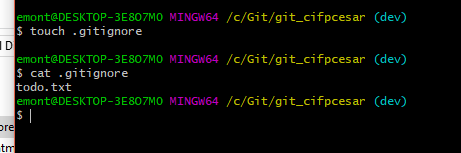 emont@DESKTOP-3E8O7MO MINGW64 /c/Git/git_cifpcesar (dev)
$ touch .gitignore
emont@DESKTOP-3E8O7MO MINGW64 /c/Git/git_cifpcesar (dev)
$ cat .gitignore
todo.txt
emont@DESKTOP-3E8O7MO MINGW64 /c/Git/git_cifpcesar (dev)
$